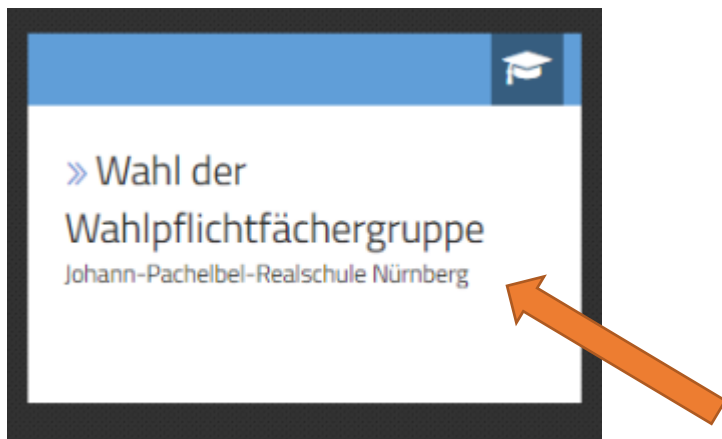 » Wahl der
Wahlpflichtfächergruppe
Johann-Pachelbel-Realschule Nürnberg